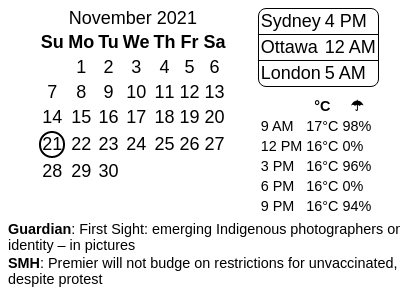 November 2021
Su Mo Tu We Th Fr Sa
1 2 3 4 5 6
7 8 9 10 11 12 13
14 15 16 17 18 19 20
21 22 23 24 25 26 27
28 29 30
Sydney 4 PM
Ottawa 12 AM
London 5 AM
°C ☂
9 AM 17°C 98%
12 PM 16°C 0%
3 PM 16°C 96%
6 PM 16°C 0%
9 PM 16°C 94%
Guardian: First Sight: emerging Indigenous photographers on
identity – in pictures
SMH: Premier will not budge on restrictions for unvaccinated,
despite protest